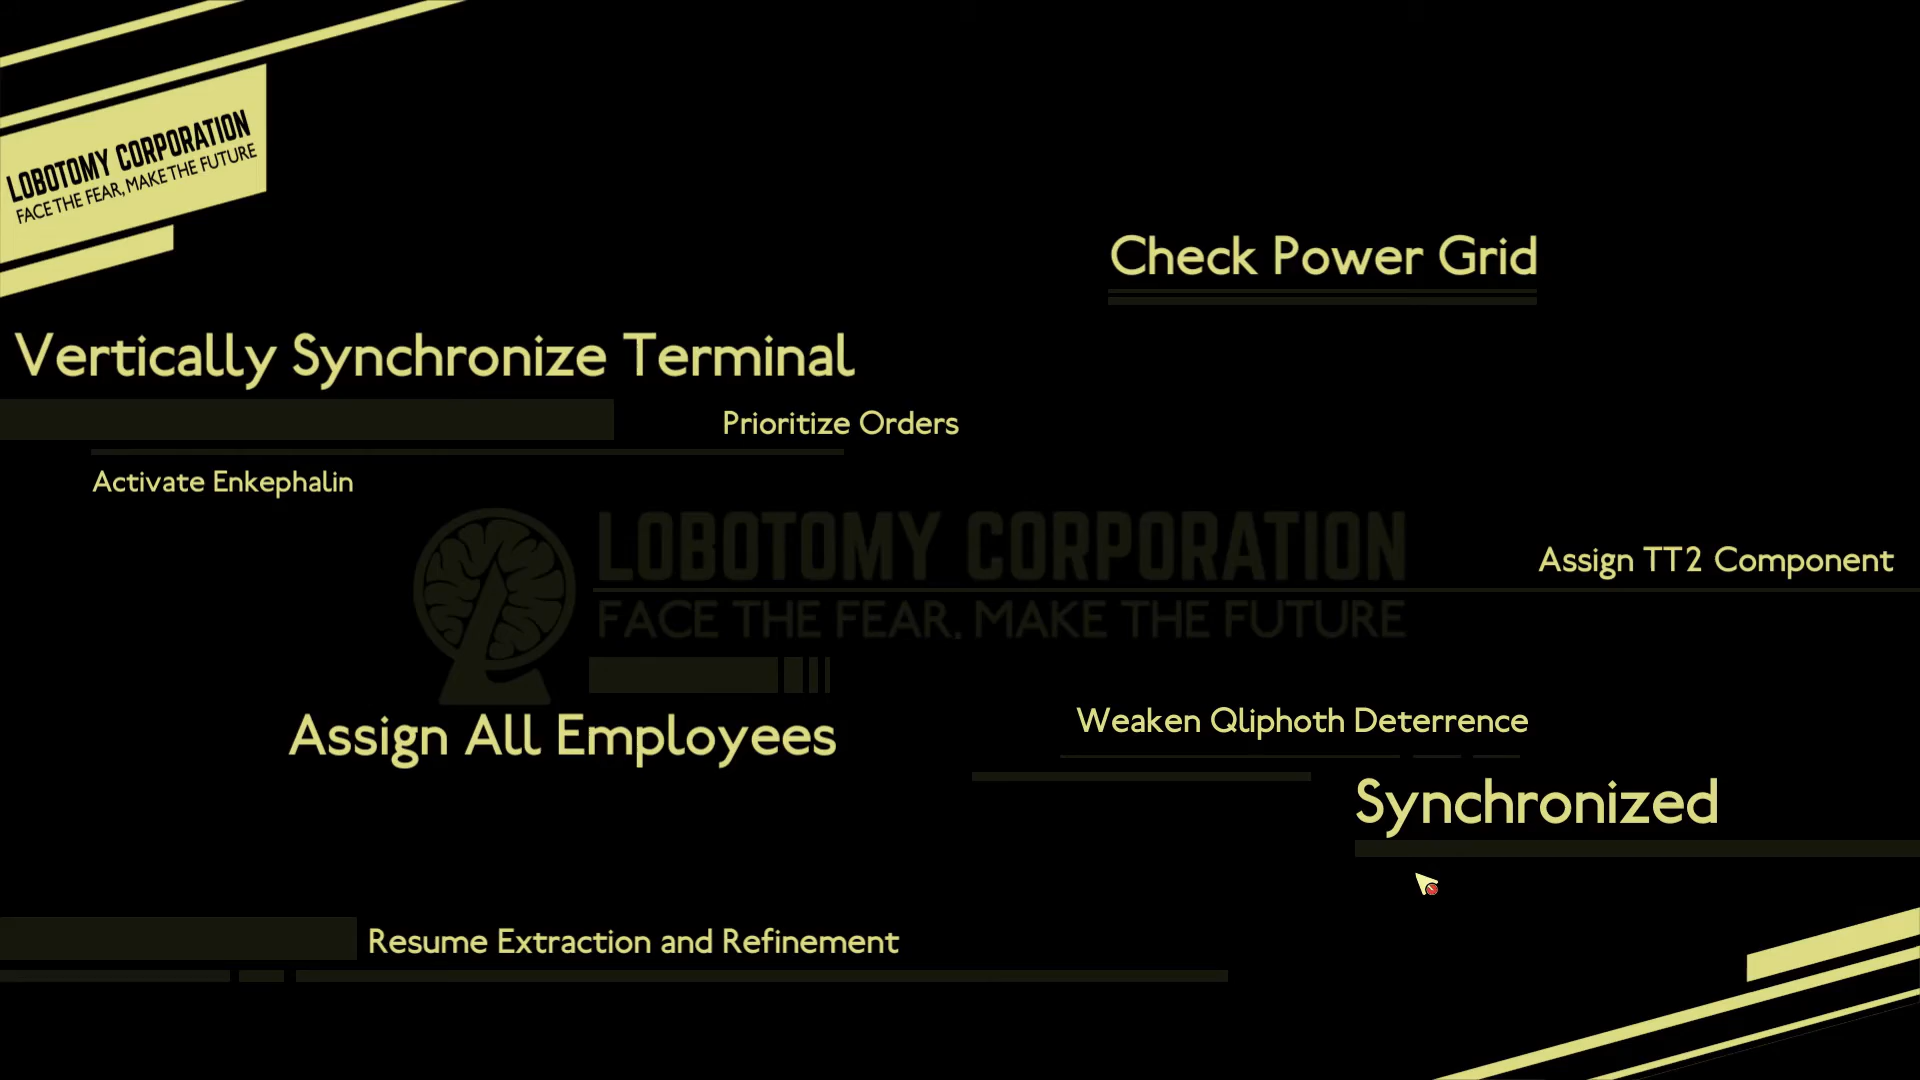 LOBOTOMY CORPORATION
FACE THE FEAR, MAKE THE FUTURE
Check Power Grid
Vertically Synchronize Terminal
Prioritize Orders
Activate Enkephalin
LOBOTOMY CORPORATION
FACE THE FEAR, MAKE THE FUTURE
Assign TT2 Component
Assign All Employees
Weaken Qliphoth Deterrence
Synchronized
Resume Extraction and Refinement